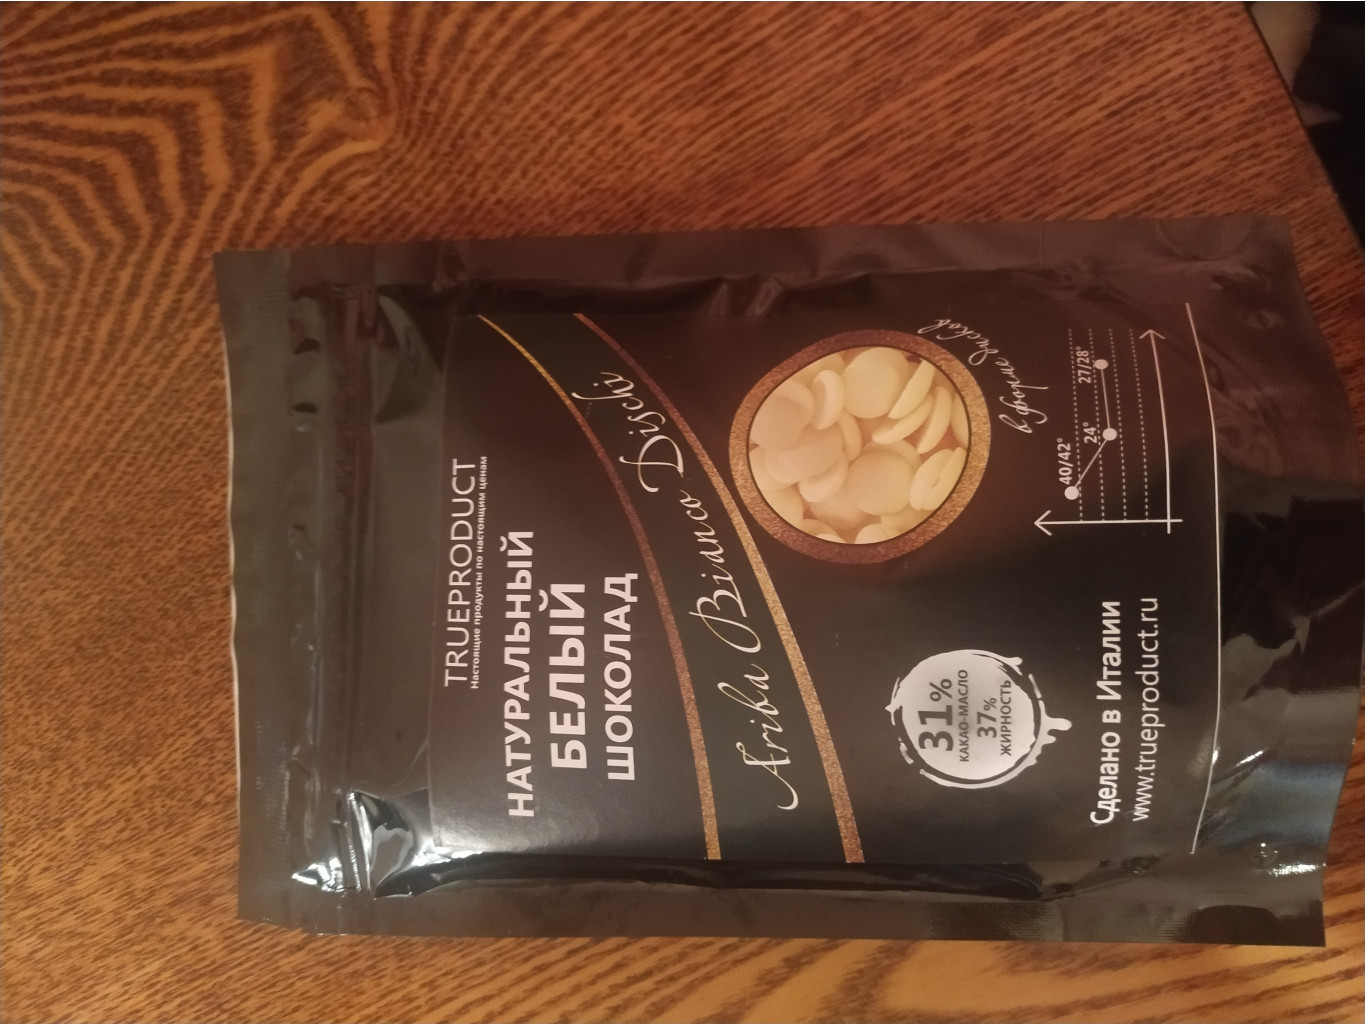 TRUEPRODUCT
Настоящие продукты по настоящим ценам
НАТУРАЛЬНЫЙ
БЕЛЫЙ
ШОКОЛАД
Ariba Bianco Dischi
в форме дисков
31%
КАКАО-МАСЛО
37%
ЖИРНОСТЬ
40/42°
24°
27/28°
Сделано в Италии
www.trueproduct.ru